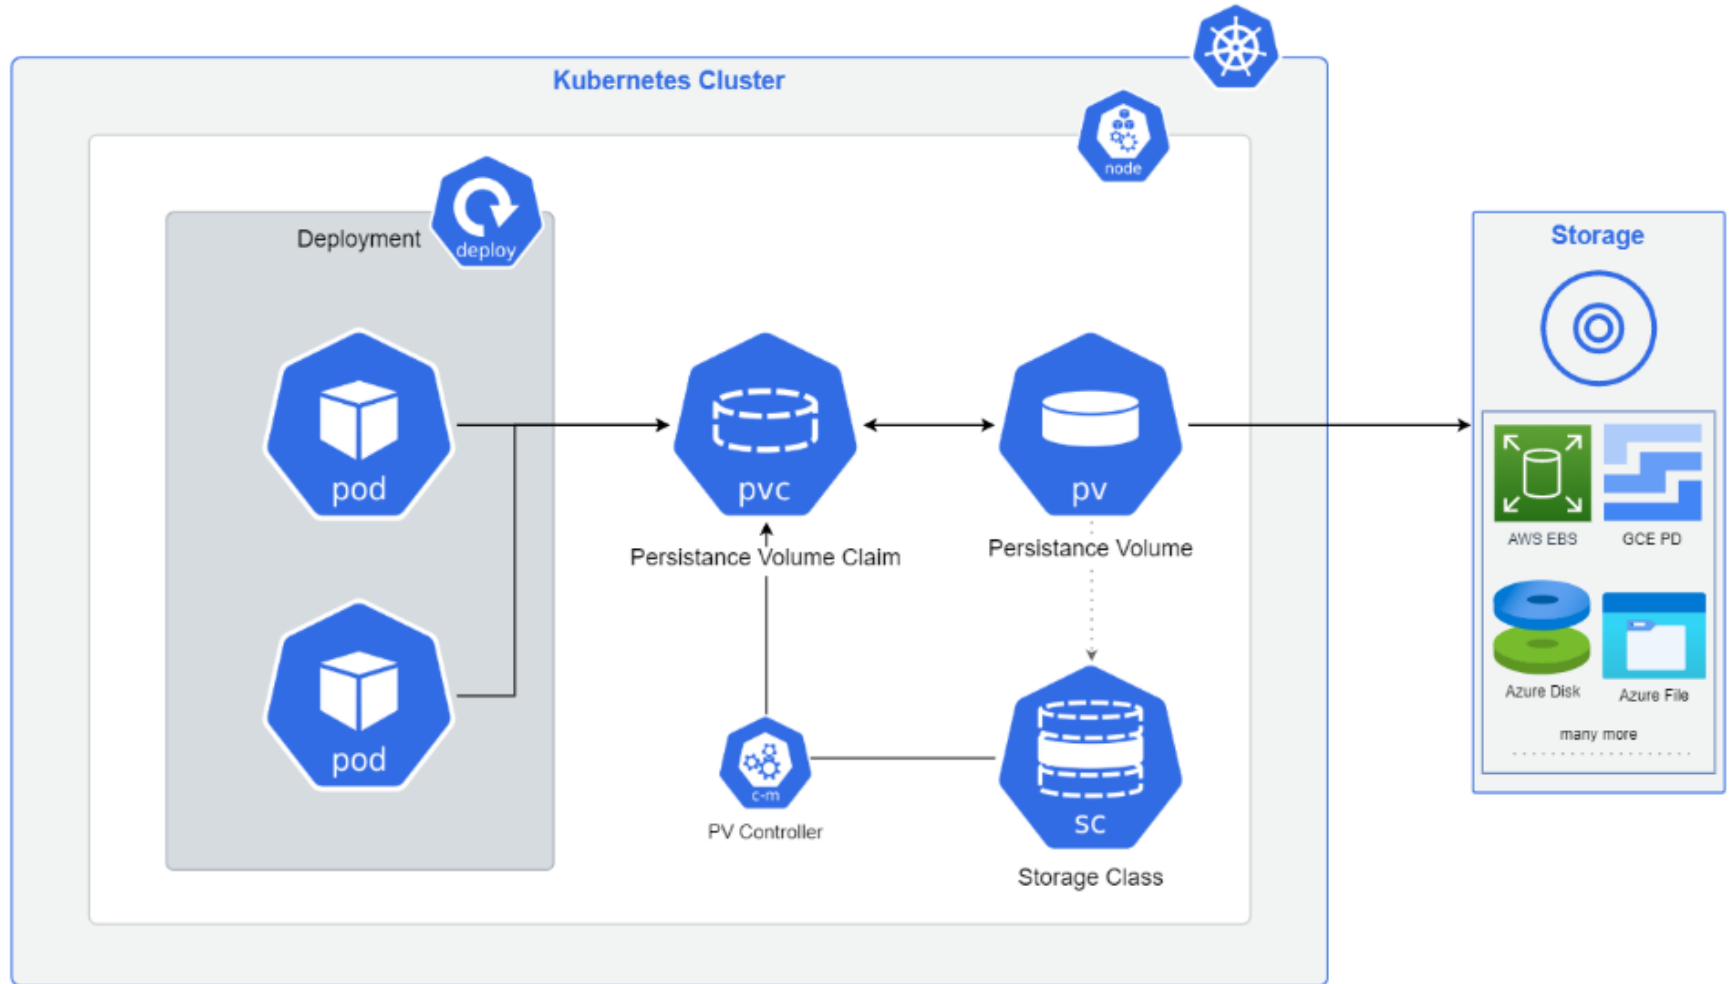 Kubernetes Cluster
node
Deployment
deploy
Storage
pod
pvc
pv
Persistance Volume Claim
Persistance Volume
AWS EBS
GCE PD
pod
Azure Disk
Azure File
many more
c-m
PV Controller
sc
Storage Class